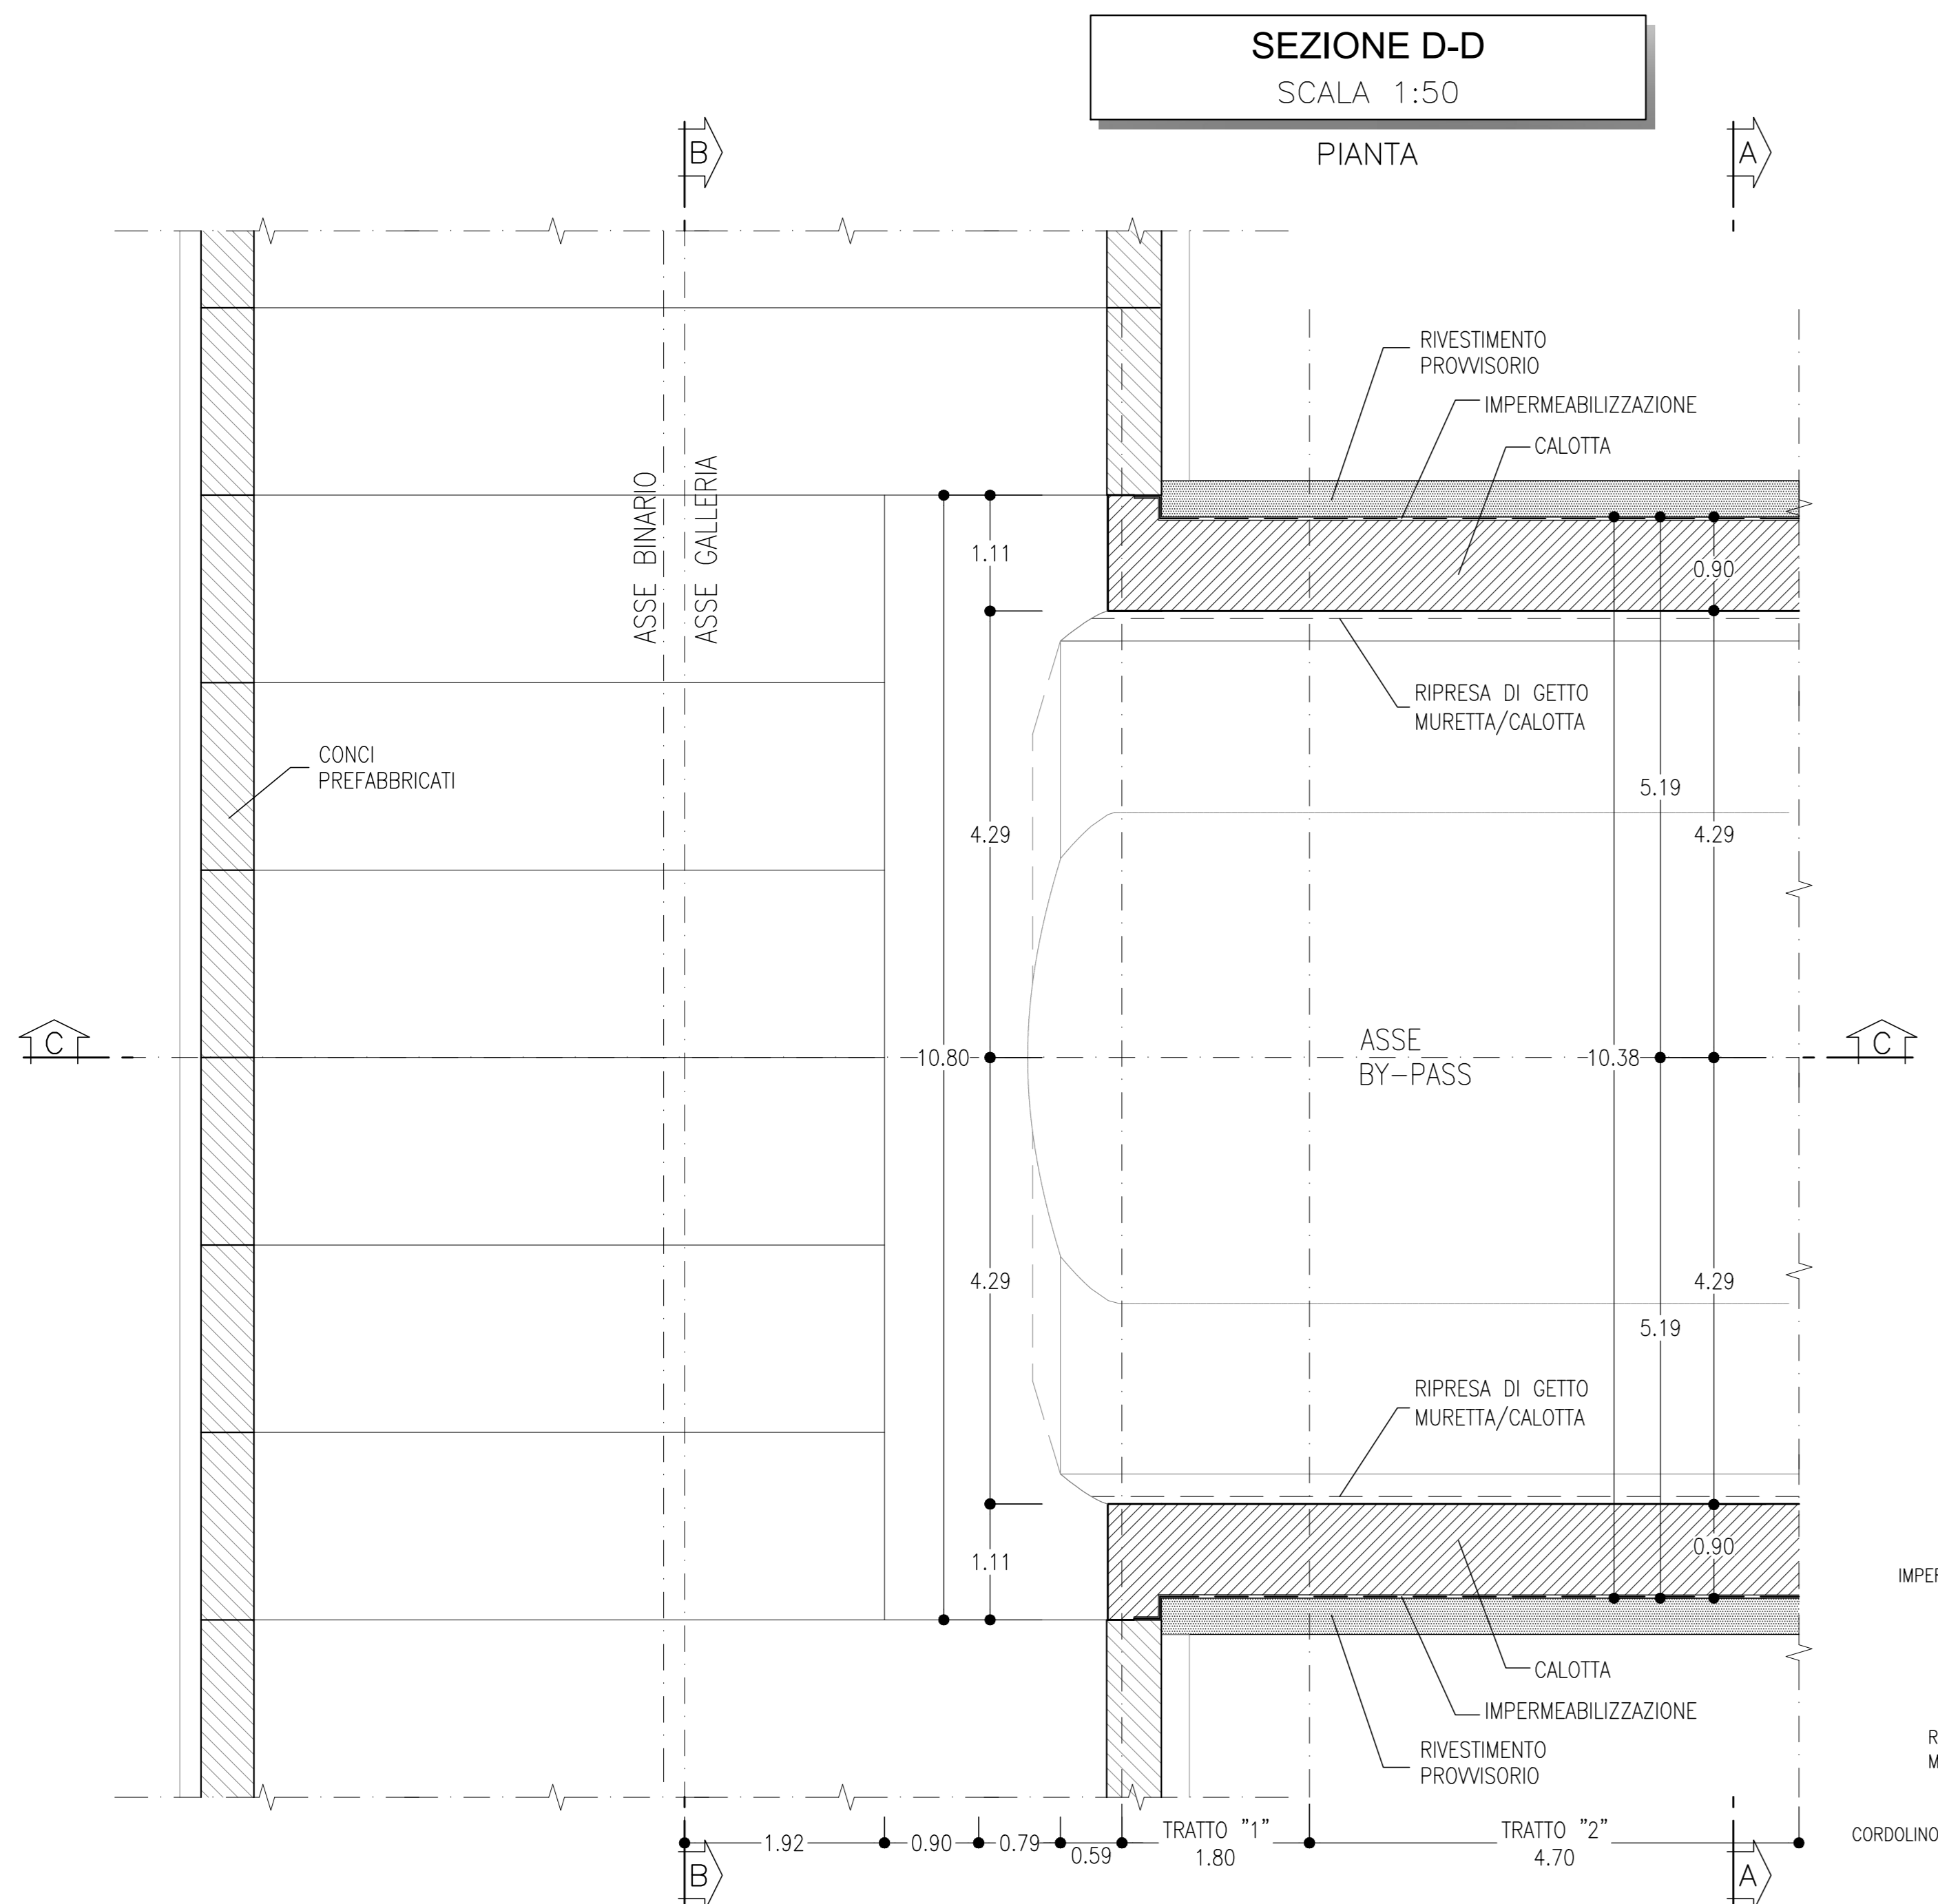 SEZIONE D-D
SCALA 1:50
PIANTA
B
A
RIVESTIMENTO
PROVVISORIO
IMPERMEABILIZZAZIONE
CALOTTA
ASSE BINARIO
ASSE GALLERIA
1.11
0.90
RIPRESA DI GETTO
MURETTA/CALOTTA
CONCI
PREFABBRICATI
5.19
4.29
4.29
C
10.80
ASSE
BY-PASS
10.38
C
4.29
4.29
5.19
RIPRESA DI GETTO
MURETTA/CALOTTA
1.11
0.90
IMPE
CALOTTA
IMPERMEABILIZZAZIONE
RIVESTIMENTO
PROVVISORIO
R
M
1.92
0.90
0.79
0.59
TRATTO "1"
1.80
TRATTO "2"
4.70
CORDOLINO
B
A